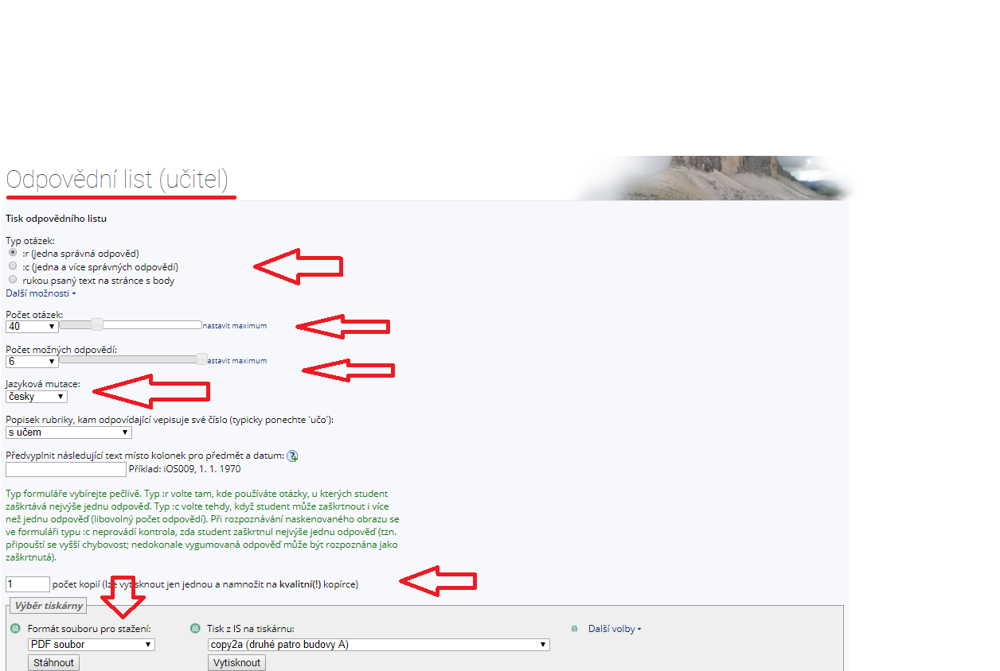 Odpovědní list (učitel)
Tisk odpovědního listu
Typ otázek:
:r (jedna správná odpověd)
:c (jedna a více správných odpovědí)
rukou psaný text na stránce s body
Další možnosti
Počet otázek:
40 nastavit maximum
Počet možných odpovědí:
6 astavit maximum
Jazyková mutace:
česky
Popisek rubriky, kam odpovídající vepisuje své číslo (typicky ponechte 'učo'):
s učem
Předvyplnit následující text místo kolonek pro předmět a datum: ?
Příklad: iOS009, 1. 1. 1970
Typ formuláře vybírejte pečlivě. Typ :r volte tam, kde používáte otázky, u kterých student
zaškrtává nejvýše jednu odpověď. Typ :c volte tehdy, když student může zaškrtnout i více
než jednu odpověď (libovolný počet odpovědí). Při rozpoznávání naskenovaného obrazu se
ve formuláři typu :c neprovádí kontrola, zda student zaškrtnul nejvýše jednu odpověď (tzn.
připouští se vyšší chybovost; nedokonale vygumovaná odpověď může být rozpoznána jako
zaškrtnutá).
1 počet kopií (lze vytisknout jen jednou a namnožit na kvalitní(!) kopírce)
Výběr tiskárny
Formát souboru pro stažení: Tisk z IS na tiskárnu: Další volby
PDF soubor copy2a (druhé patro budovy A)
Stáhnout Vytisknout